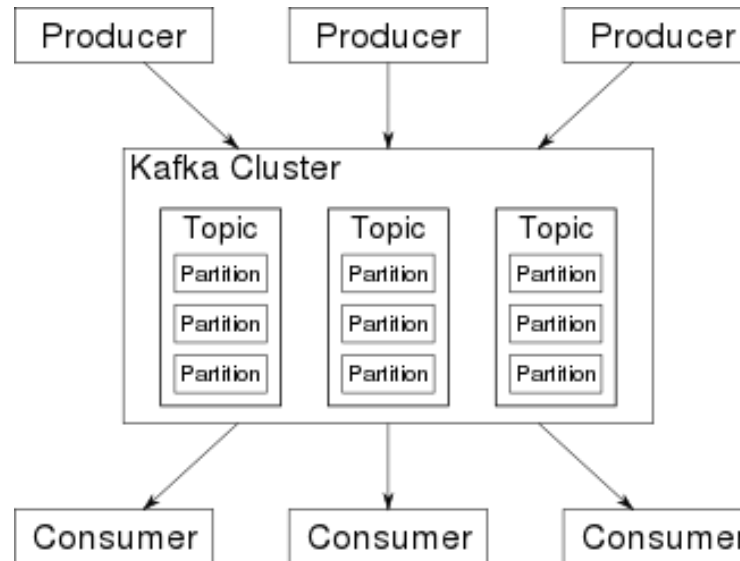 Producer Producer Producer
Kafka Cluster
Topic Topic Topic
Partition Partition Partition
Partition Partition Partition
Partition Partition Partition
Consumer Consumer Consumer